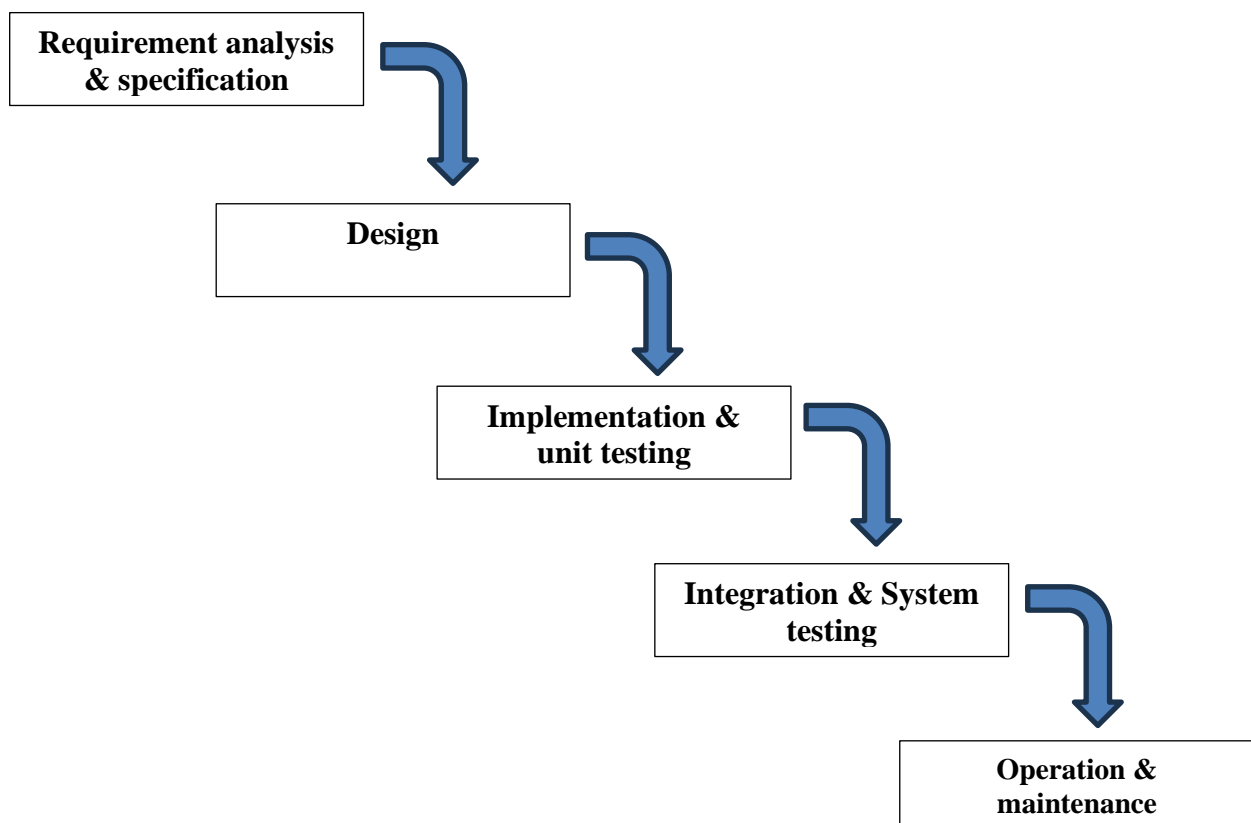 Requirement analysis
& specification
Design
Implementation &
unit testing
Integration & System
testing
Operation &
maintenance